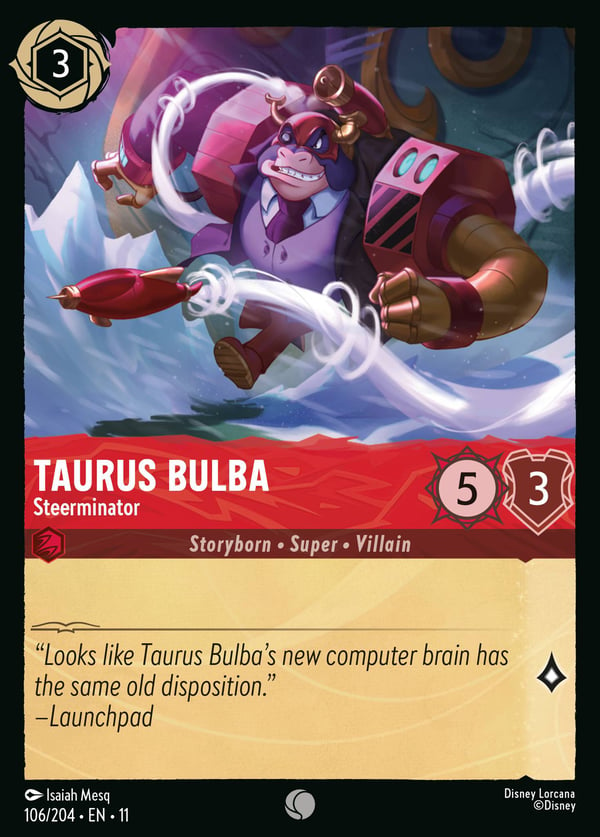 3
TAURUS BULBA
Steerminator
5
3
Storyborn • Super • Villain
“Looks like Taurus Bulba’s new computer brain has
the same old disposition.”
–Launchpad
Isaiah Mesq
106/204 • EN • 11
Disney Lorcana
©Disney